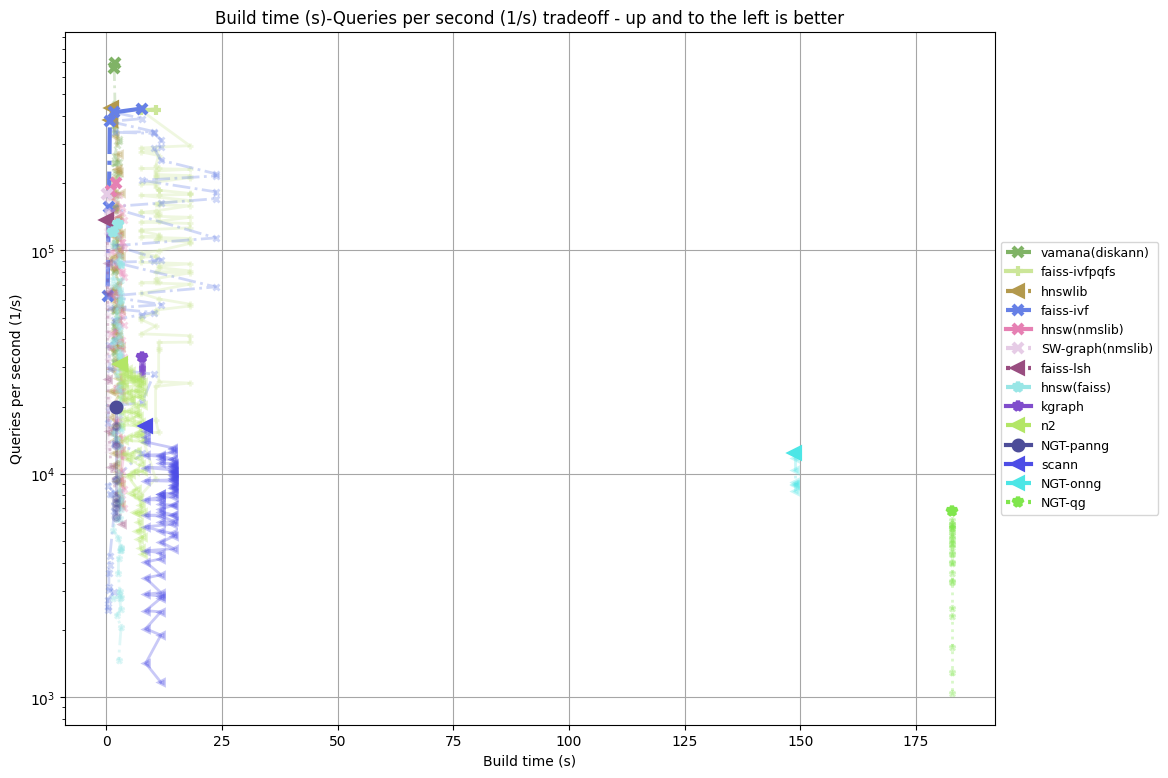 Build time (s)-Queries per second (1/s) tradeoff - up and to the left is better
Queries per second (1/s)
10^5
10^4
10^3
0 25 50 75 100 125 150 175
Build time (s)
vamana(diskann)
faiss-ivfpqfs
hnswlib
faiss-ivf
hnsw(nmslib)
SW-graph(nmslib)
faiss-lsh
hnsw(faiss)
kgraph
n2
NGT-panng
scann
NGT-onng
NGT-qg